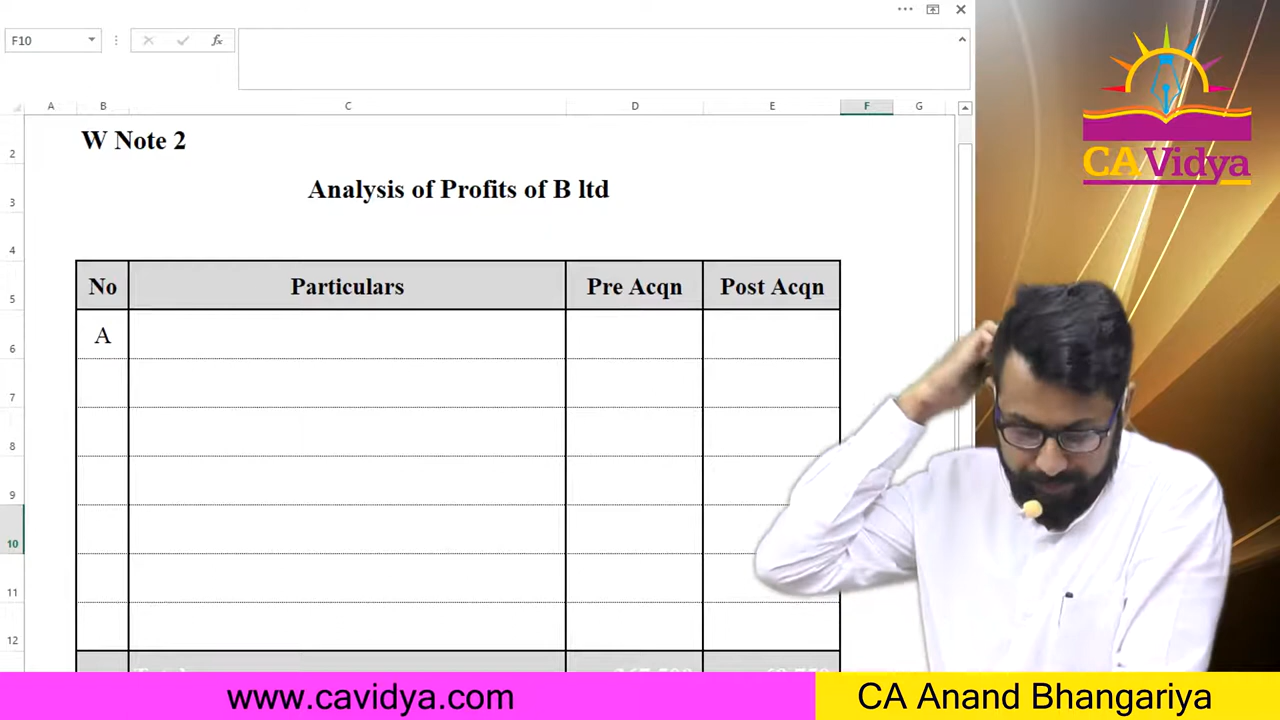 F10
fx
A B C D E F G
2 W Note 2
3 Analysis of Profits of B ltd
4
5 No Particulars Pre Acqn Post Acqn
6 A
7
8
9
10
11
12
CA Vidya
www.cavidya.com
CA Anand Bhangariya